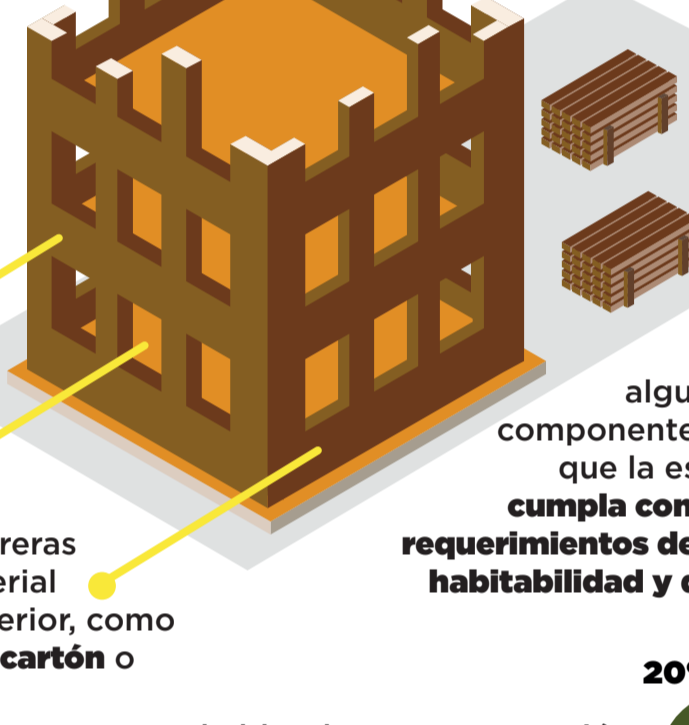 algu
componente
que la es
cumpla con
requerimientos de
habitabilidad y
reras
erial
erior, como
cartón o
20